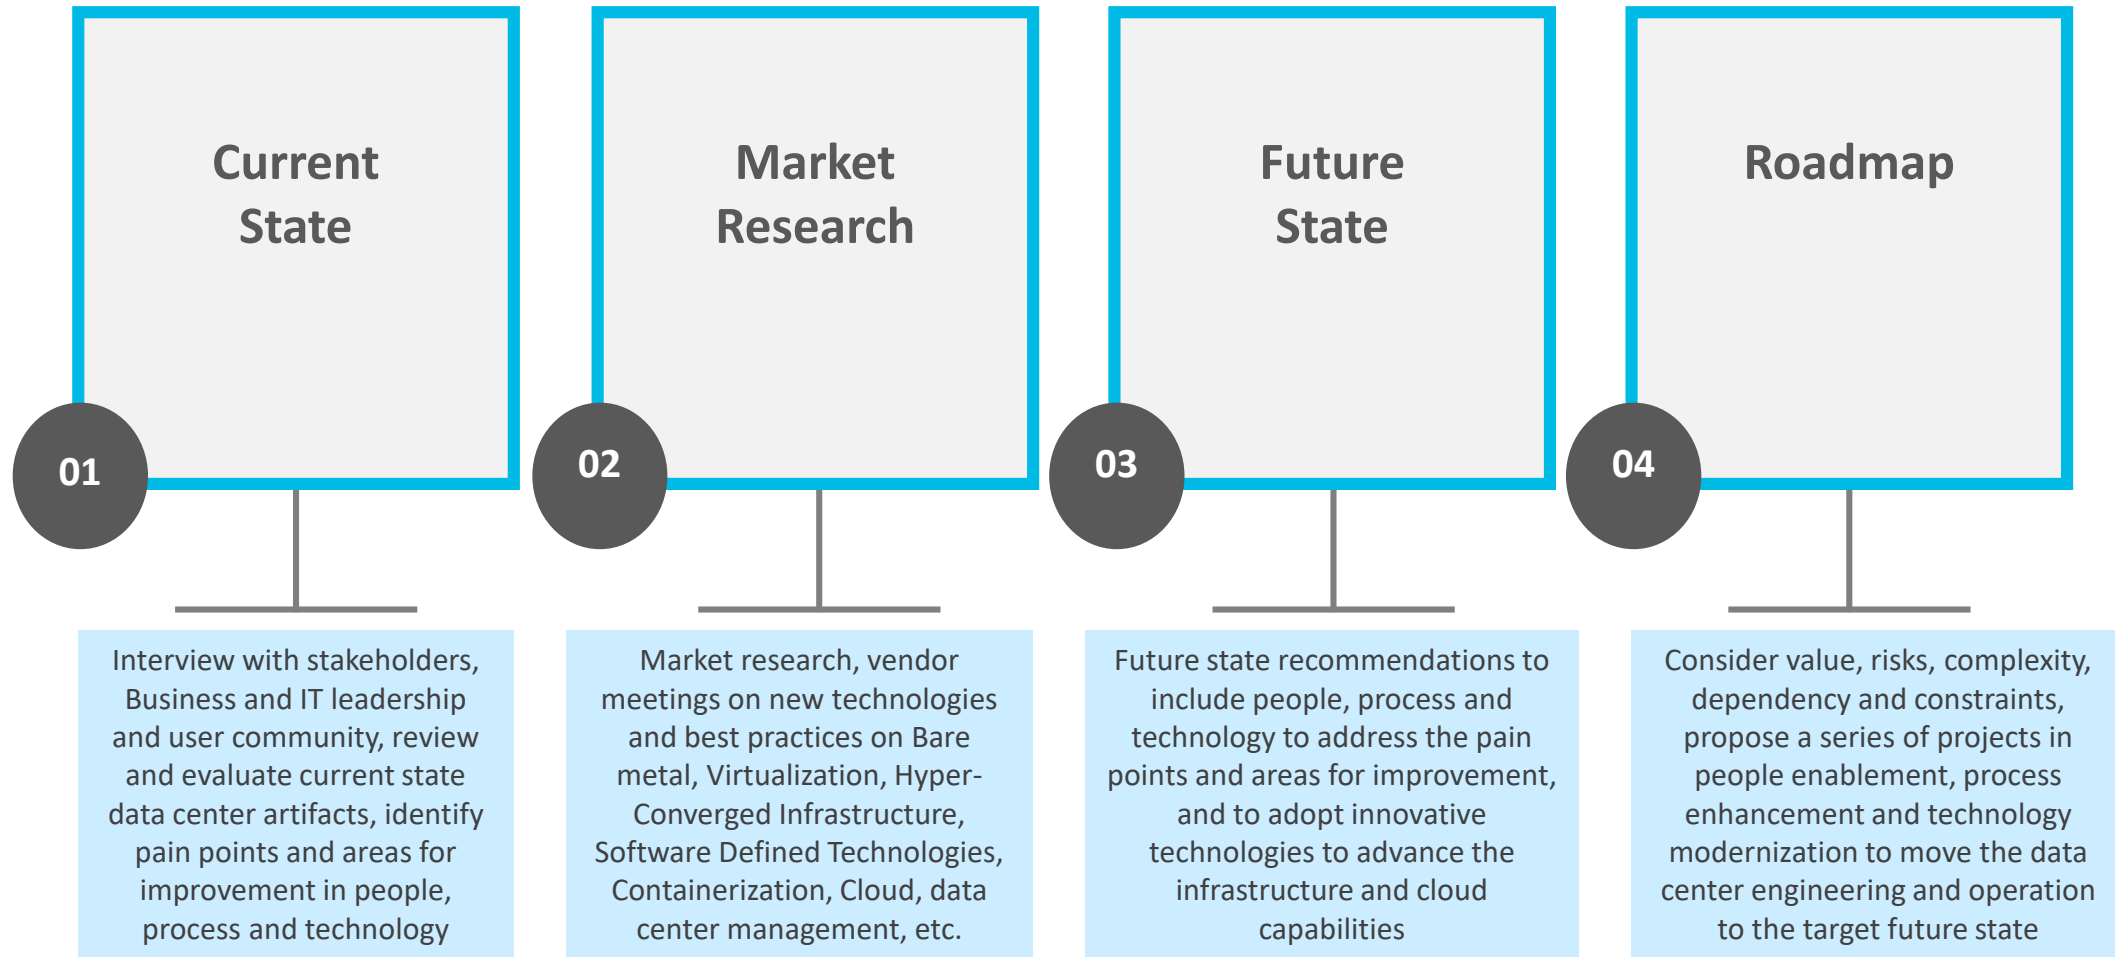 Current
State
01
Interview with stakeholders,
Business and IT leadership
and user community, review
and evaluate current state
data center artifacts, identify
pain points and areas for
improvement in people,
process and technology
Market
Research
02
Market research, vendor
meetings on new technologies
and best practices on Bare
metal, Virtualization, Hyper-
Converged Infrastructure,
Software Defined Technologies,
Containerization, Cloud, data
center management, etc.
Future
State
03
Future state recommendations to
include people, process and
technology to address the pain
points and areas for improvement,
and to adopt innovative
technologies to advance the
infrastructure and cloud
capabilities
Roadmap
04
Consider value, risks, complexity,
dependency and constraints,
propose a series of projects in
people enablement, process
enhancement and technology
modernization to move the data
center engineering and operation
to the target future state